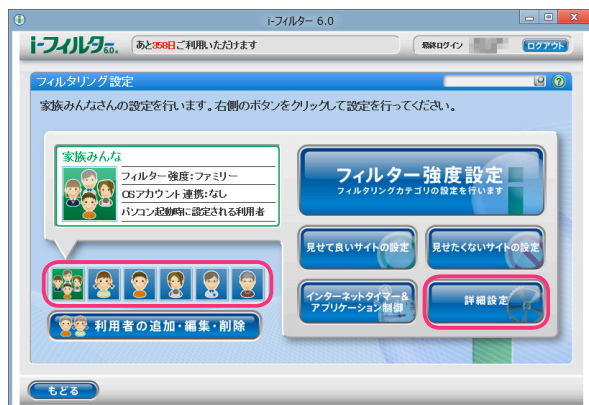 i-フィルター 6.0
i-フィルター6.0 あと358日ご利用いただけます
最終ログイン
ログアウト
フィルタリング設定
家族みんなさんの設定を行います。右側のボタンをクリックして設定を行ってください。
家族みんな
フィルター強度：ファミリー
OSアカウント連携：なし
パソコン起動時に設定される利用者
フィルター強度設定
フィルタリングカテゴリの設定を行います
見せて良いサイトの設定
見せたくないサイトの設定
インターネットタイマー&
アプリケーション制御
詳細設定
利用者の追加・編集・削除
もどる